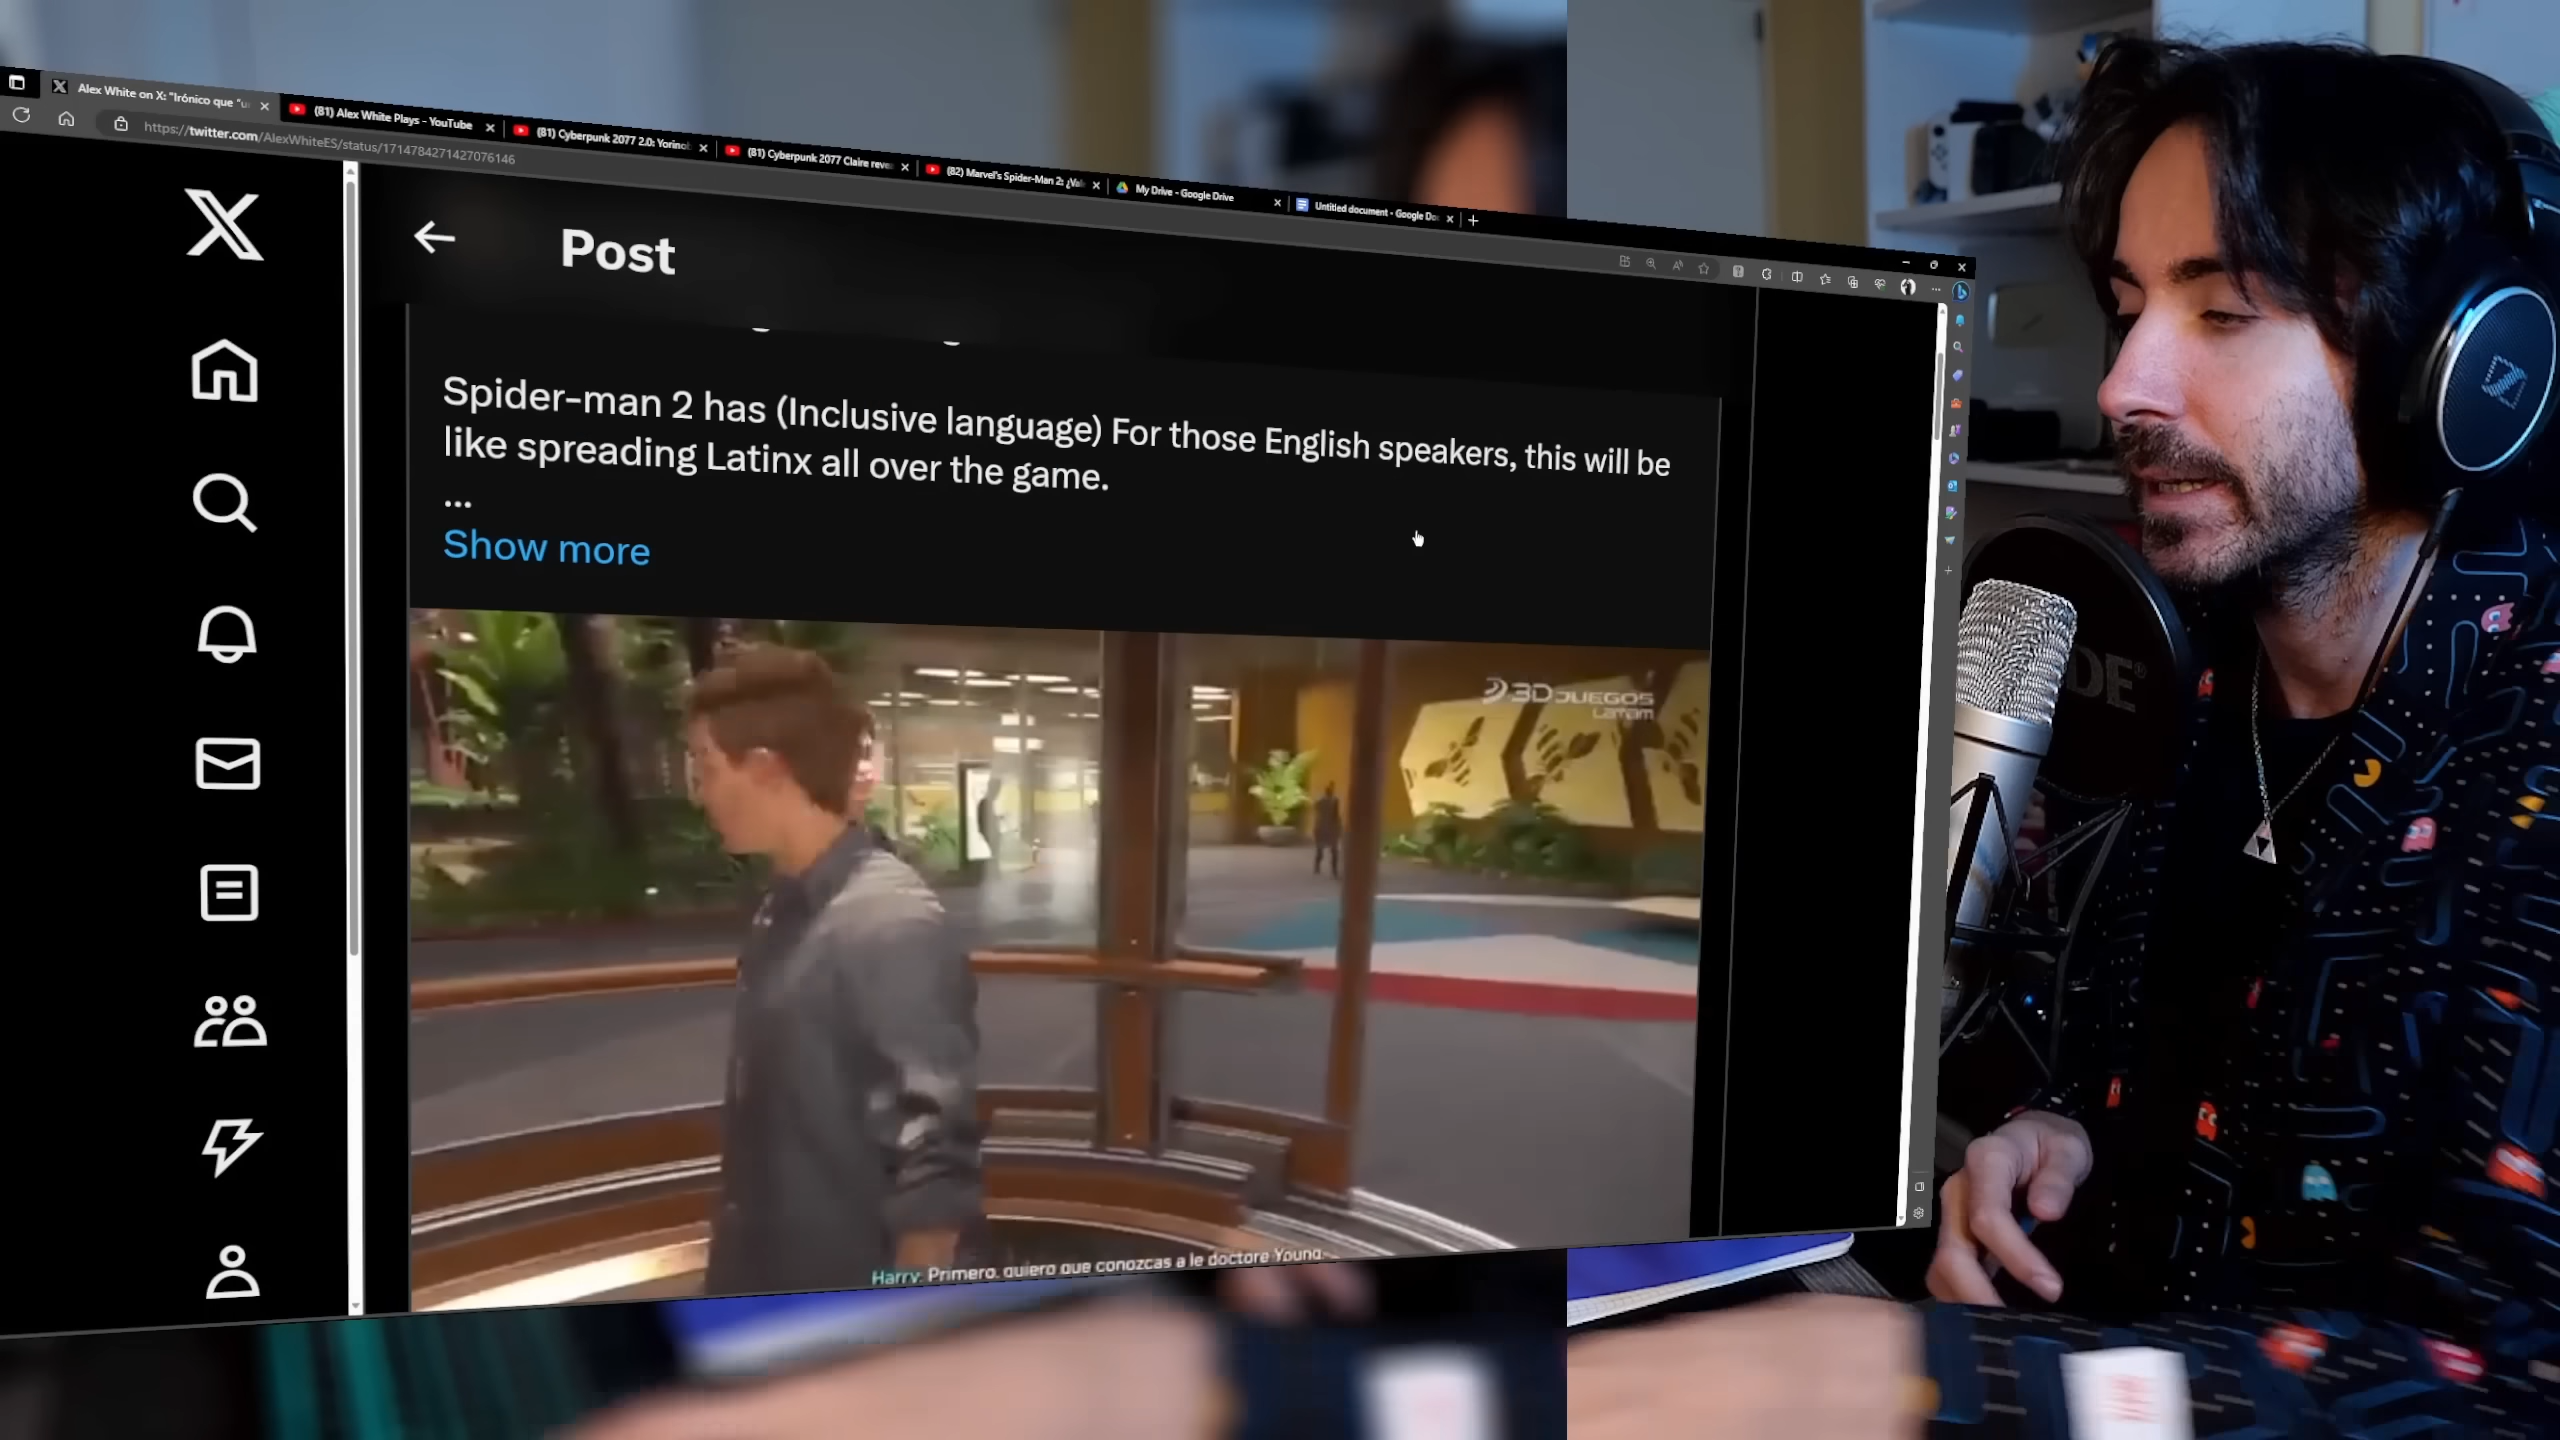 Alex White on X: "Irónico que "u
(81) Alex White Plays - YouTube
(81) Cyberpunk 2077 2.0: Yorinob
(81) Cyberpunk 2077 Claire reve
(82) Marvel's Spider-Man 2: ¿Val
My Drive - Google Drive
Untitled document - Google Do
https://twitter.com/AlexWhiteES/status/1714784271427076146
Post
Spider-man 2 has (Inclusive language) For those English speakers, this will be
like spreading Latinx all over the game.
...
Show more
3DJUEGOS
LATAM
Harry: Primero, quiero que conozcas a le doctore Young.
DE®